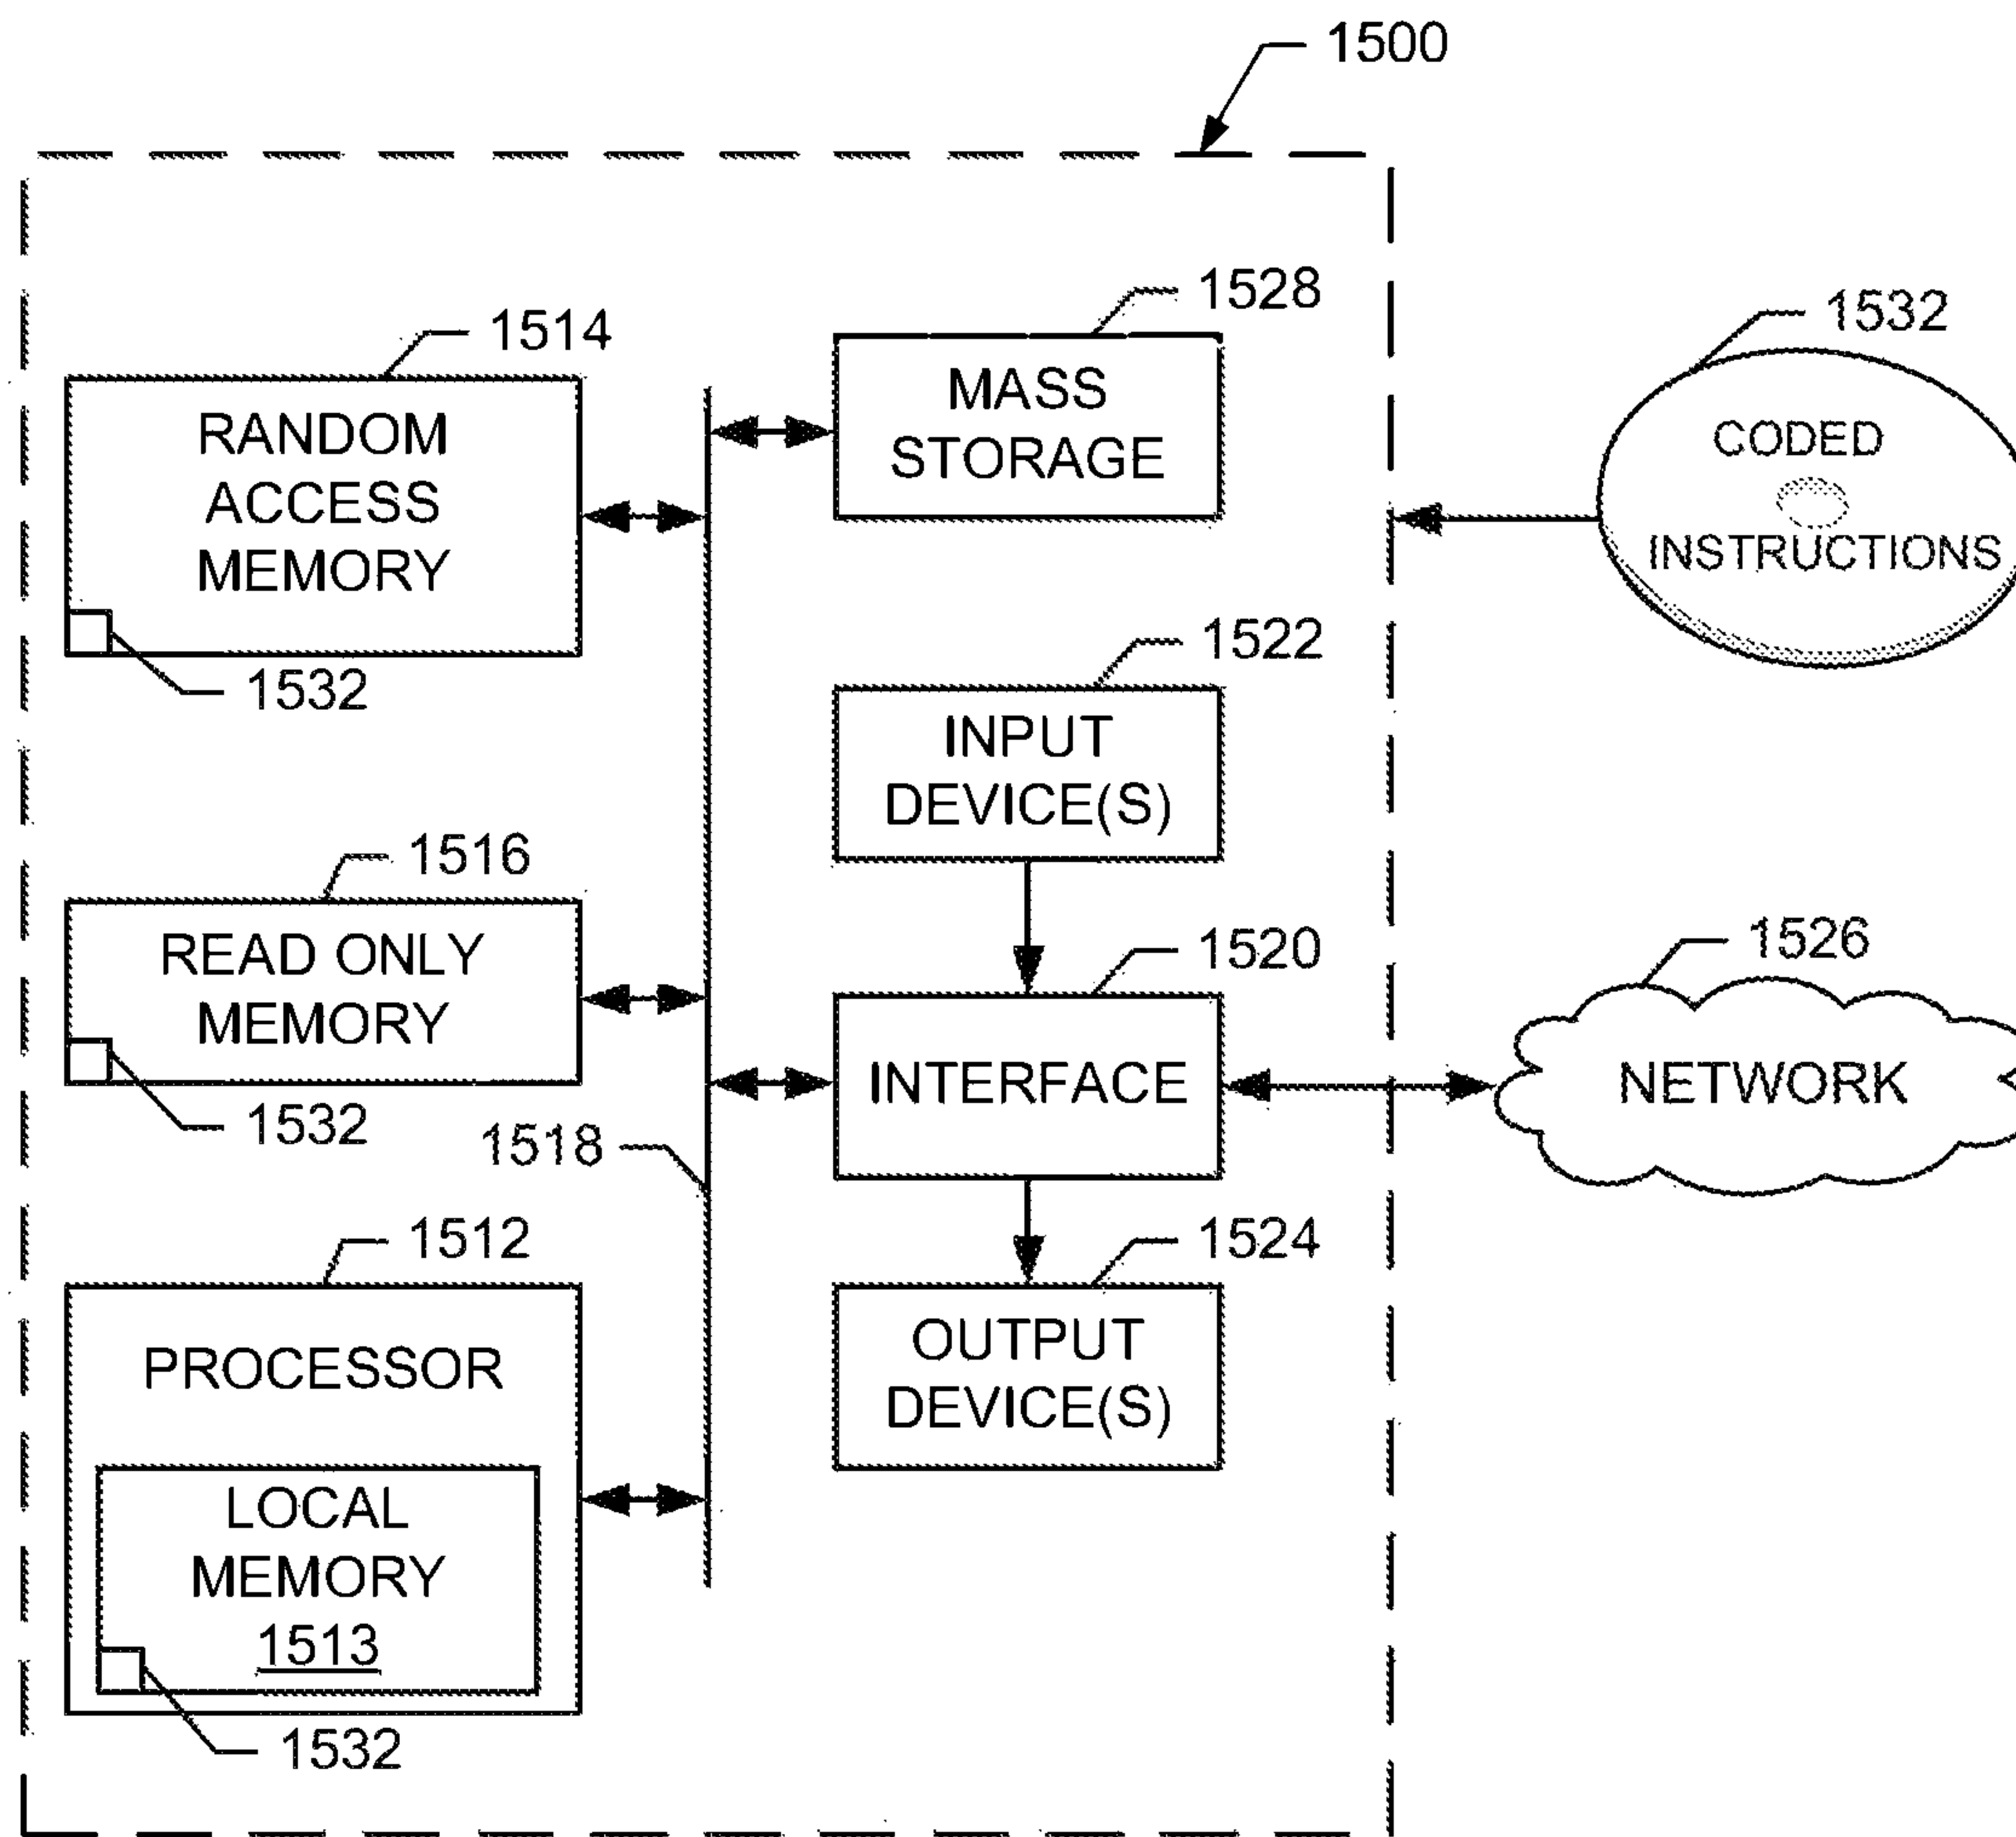 1500
1528
MASS
STORAGE
1514
RANDOM
ACCESS
MEMORY
1532
1532
CODED
INSTRUCTIONS
1522
INPUT
DEVICE(S)
1516
READ ONLY
MEMORY
1532
1518
1520
INTERFACE
1526
NETWORK
1512
PROCESSOR
LOCAL
MEMORY
1513
1532
1524
OUTPUT
DEVICE(S)